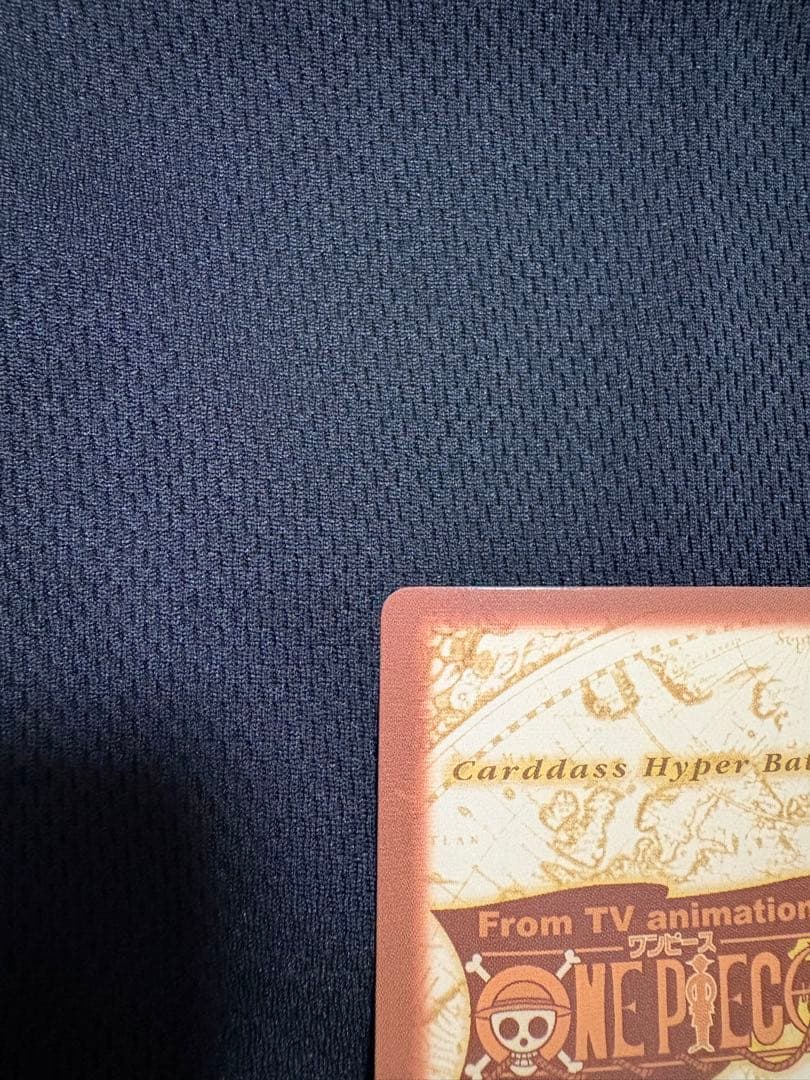 Carddass Hyper Bat
From TV animation
ワンピース
ONE PIEC